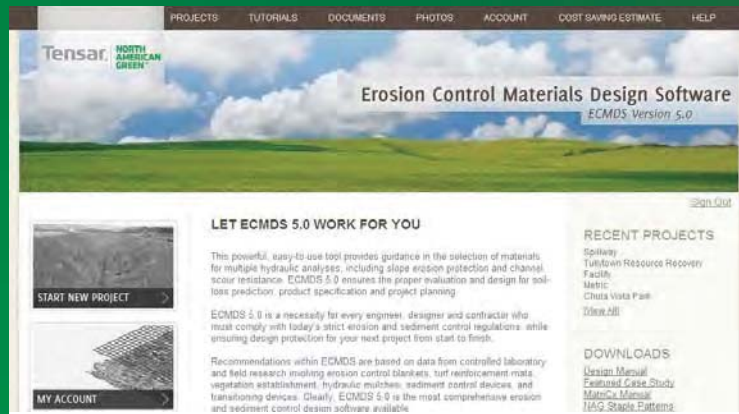 PROJECTS TUTORIALS DOCUMENTS PHOTOS ACCOUNT COST SAVING ESTIMATE HELP
Tensar. NORTH AMERICAN GREEN
Erosion Control Materials Design Software
ECMDS Version 5.0
Sign Out
START NEW PROJECT
MY ACCOUNT
LET ECMDS 5.0 WORK FOR YOU
This powerful, easy-to use tool provides guidance in the selection of materials
for multiple hydraulic analyses, including slope erosion protection and channel
scour resistance. ECMDS 5.0 ensures the proper evaluation and design for soil-
loss prediction, product specification and project planning.
ECMDS 5.0 is a necessity for every engineer, designer and contractor who
must comply with today's strict erosion and sediment control regulations, while
ensuring design protection for your next project from start to finish.
Recommendations within ECMDS are based on data from controlled laboratory
and field research involving erosion control blankets, turf reinforcement mats,
vegetation establishment, hydraulic mulches, sediment control devices, and
transitioning devices. Clearly, ECMDS 5.0 is the most comprehensive erosion
and sediment control design software available
RECENT PROJECTS
Spillway
Tullytown Resource Recovery
Facility
Metric
Chula Vista Park
[View All]
DOWNLOADS
Design Manual
Featured Case Study
MatriCx Manual
NAG Staple Patterns